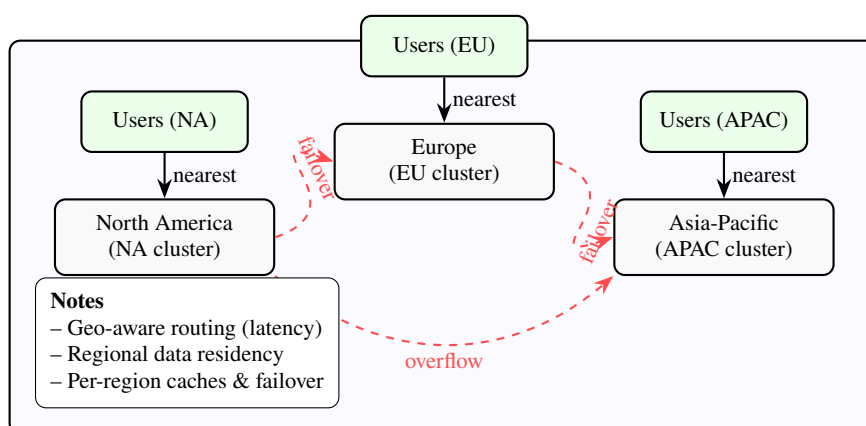 Users (EU)
nearest
Users (NA)
Users (APAC)
failover
Europe
(EU cluster)
nearest
nearest
North America
(NA cluster)
failover
Asia-Pacific
(APAC cluster)
Notes
– Geo-aware routing (latency)
– Regional data residency
– Per-region caches & failover
overflow